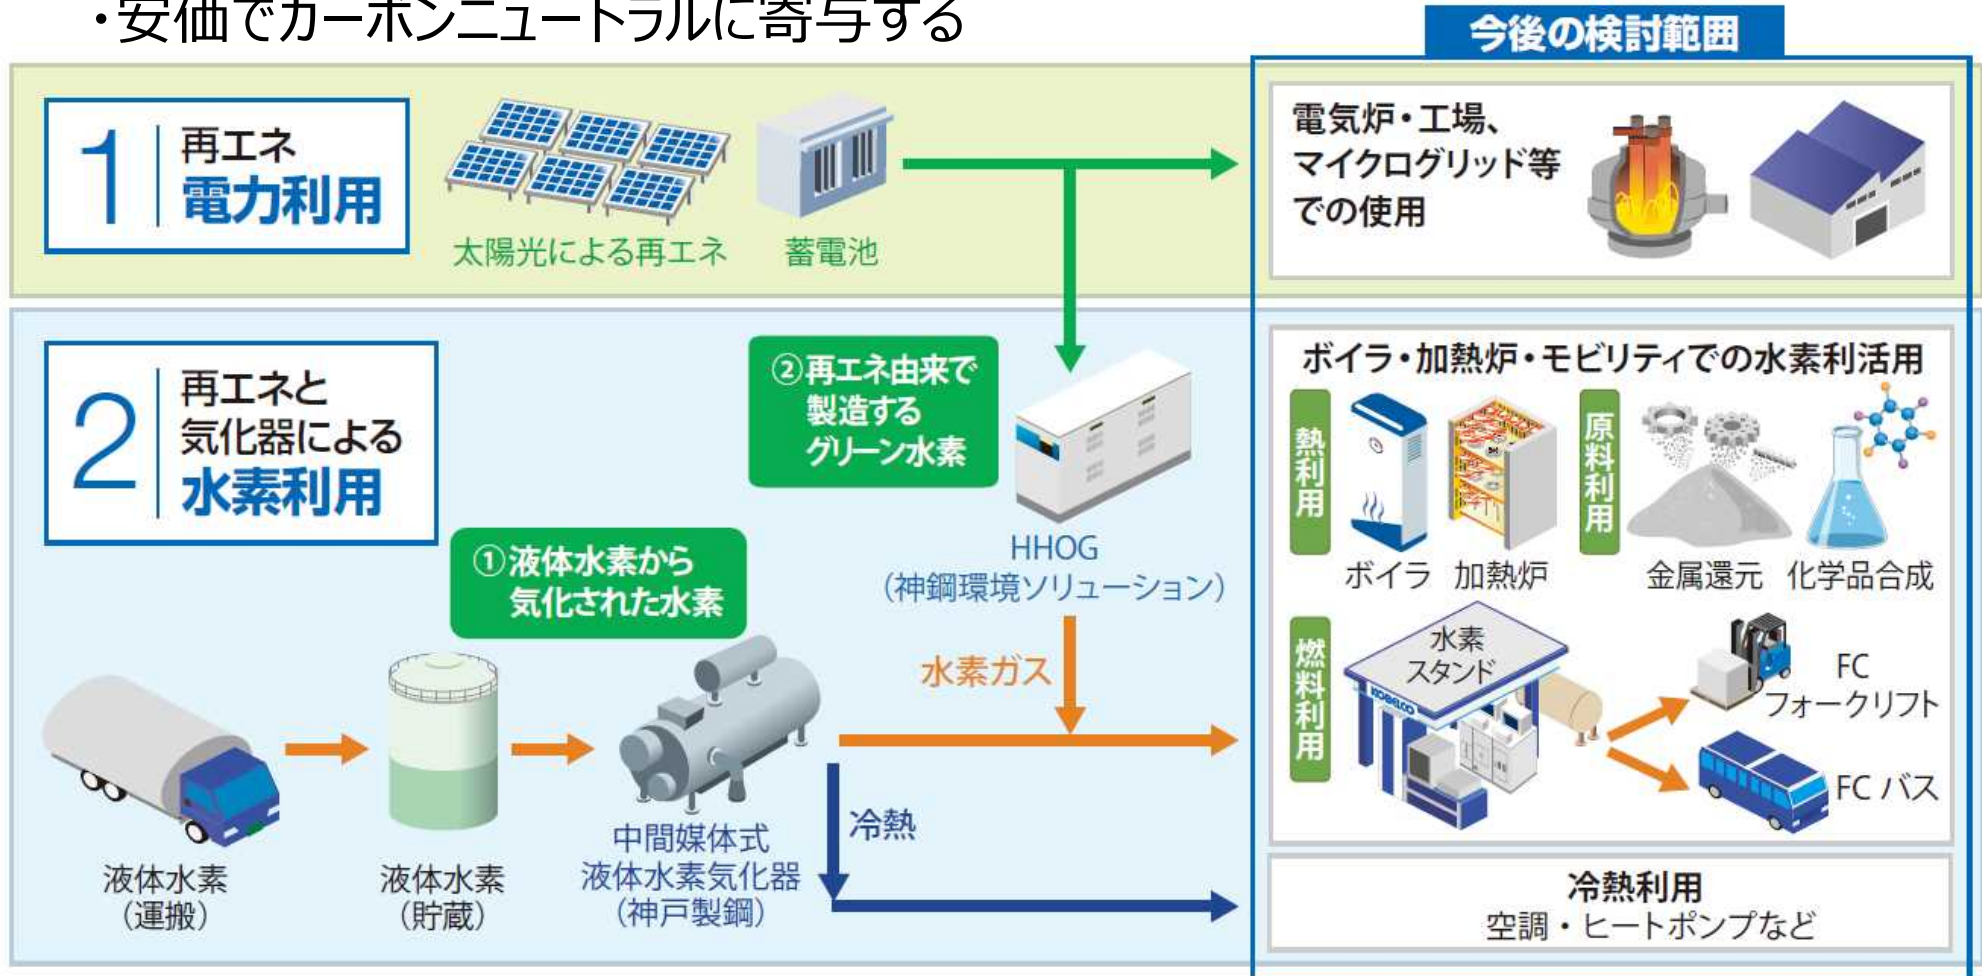 ・安価でカーボンニュートラルに寄与する
今後の検討範囲
1
再エネ
電力利用
太陽光による再エネ
蓄電池
電気炉・工場、
マイクログリッド等
での使用
2
再エネと
気化器による
水素利用
②再エネ由来で
製造する
グリーン水素
HHOG
（神鋼環境ソリューション）
①液体水素から
気化された水素
水素ガス
液体水素
（運搬）
液体水素
（貯蔵）
中間媒体式
液体水素気化器
（神戸製鋼）
冷熱
ボイラ・加熱炉・モビリティでの水素利活用
熱利用
ボイラ
加熱炉
原料利用
金属還元
化学品合成
燃料利用
水素
スタンド
KOBELCO
FC
フォークリフト
FC バス
冷熱利用
空調・ヒートポンプなど